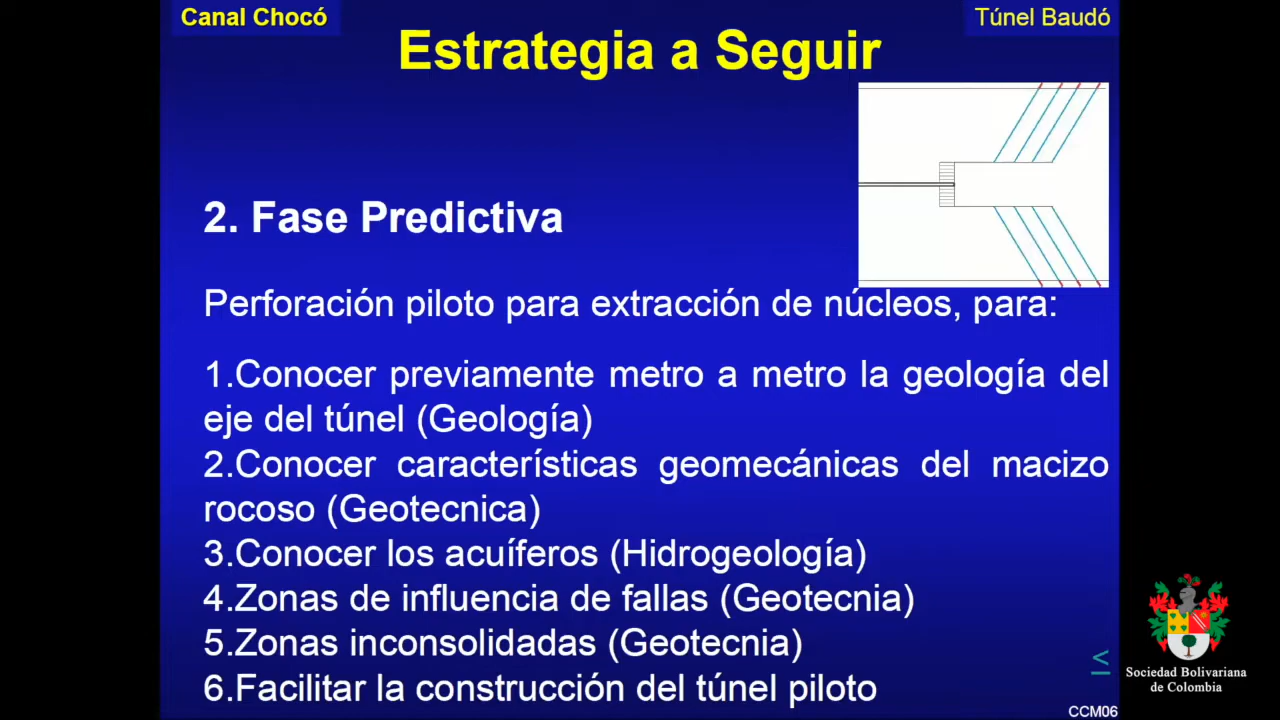 Canal Chocó
Túnel Baudó
Estrategia a Seguir
2. Fase Predictiva
Perforación piloto para extracción de núcleos, para:
1.Conocer previamente metro a metro la geología del
eje del túnel (Geología)
2.Conocer características geomecánicas del macizo
rocoso (Geotecnica)
3.Conocer los acuíferos (Hidrogeología)
4.Zonas de influencia de fallas (Geotecnia)
5.Zonas inconsolidadas (Geotecnia)
6.Facilitar la construcción del túnel piloto
<
Sociedad Bolivariana
de Colombia
CCM06